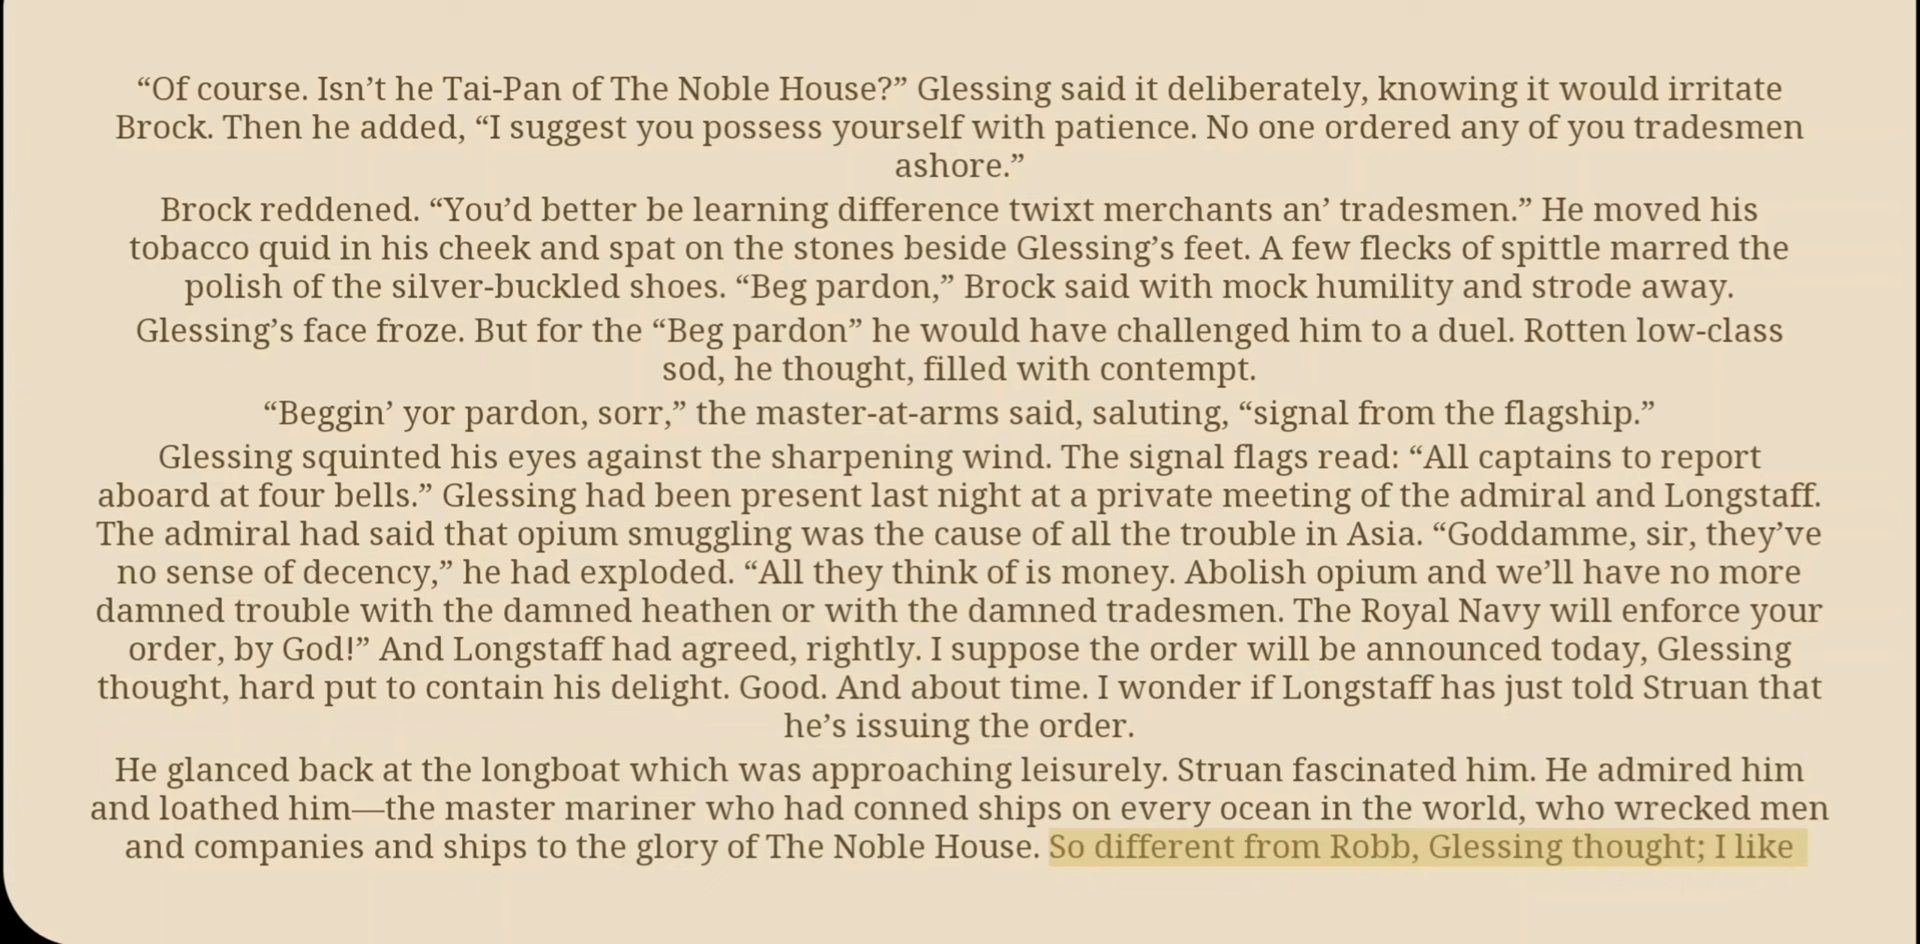 “Of course. Isn’t he Tai-Pan of The Noble House?” Glessing said it deliberately, knowing it would irritate
Brock. Then he added, “I suggest you possess yourself with patience. No one ordered any of you tradesmen
ashore.”
Brock reddened. “You’d better be learning difference twixt merchants an’ tradesmen.” He moved his
tobacco quid in his cheek and spat on the stones beside Glessing’s feet. A few flecks of spittle marred the
polish of the silver-buckled shoes. “Beg pardon,” Brock said with mock humility and strode away.
Glessing’s face froze. But for the “Beg pardon” he would have challenged him to a duel. Rotten low-class
sod, he thought, filled with contempt.
“Beggin’ yor pardon, sorr,” the master-at-arms said, saluting, “signal from the flagship.”
Glessing squinted his eyes against the sharpening wind. The signal flags read: “All captains to report
aboard at four bells.” Glessing had been present last night at a private meeting of the admiral and Longstaff.
The admiral had said that opium smuggling was the cause of all the trouble in Asia. “Goddamme, sir, they’ve
no sense of decency,” he had exploded. “All they think of is money. Abolish opium and we’ll have no more
damned trouble with the damned heathen or with the damned tradesmen. The Royal Navy will enforce your
order, by God!” And Longstaff had agreed, rightly. I suppose the order will be announced today, Glessing
thought, hard put to contain his delight. Good. And about time. I wonder if Longstaff has just told Struan that
he’s issuing the order.
He glanced back at the longboat which was approaching leisurely. Struan fascinated him. He admired him
and loathed him—the master mariner who had conned ships on every ocean in the world, who wrecked men
and companies and ships to the glory of The Noble House. So different from Robb, Glessing thought; I like